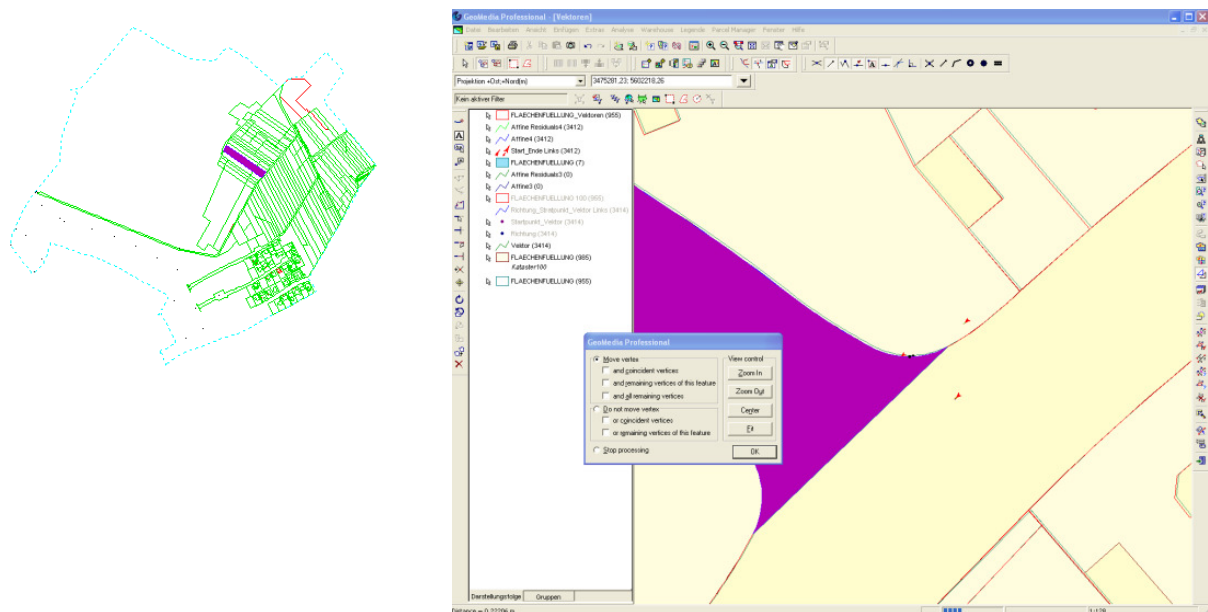 GeoMedia Professional - [Vektoren]
Datei Bearbeiten Ansicht Einfügen Extras Analyse Warehouse Legende Parcel Manager Fenster Hilfe
Projektion +Ost;+Nord(m) 3475281,23; 5602218,26
Kein aktiver Filter
FLAECHENFUELLUNG_Vektoren (955)
Affine Residuals4 (3412)
Affine4 (3412)
Start_Ende Links (3412)
FLAECHENFUELLUNG (7)
Affine Residuals3 (0)
Affine3 (0)
FLAECHENFUELLUNG 100 (955)
Richtung_Stratpunkt_Vektor Links (3414)
Startpunkt_Vektor (3414)
Richtung (3414)
Vektor (3414)
FLAECHENFUELLUNG (985)
Kataster100
FLAECHENFUELLUNG (955)
GeoMedia Professional
Move vertex
and coincident vertices
and remaining vertices of this feature
and all remaining vertices
Do not move vertex
or coincident vertices
or remaining vertices of this feature
Stop processing
View control
Zoom In
Zoom Out
Center
Fit
OK
Darstellungsfolge Gruppen